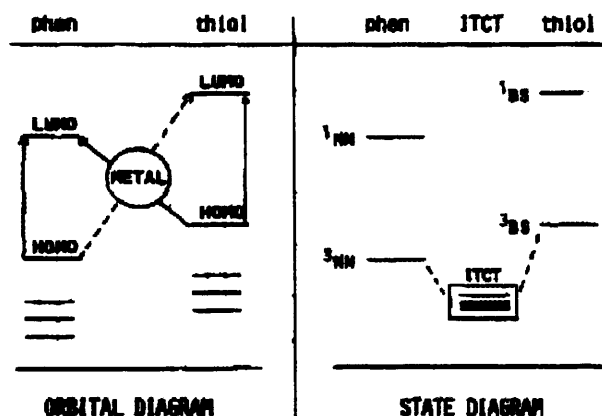 phen thiol
LUMO
LUMO
METAL
HOMO
HOMO
ORBITAL DIAGRAM
phen ITCT thiol
¹BS
¹NN
³BS
³NN
ITCT
STATE DIAGRAM